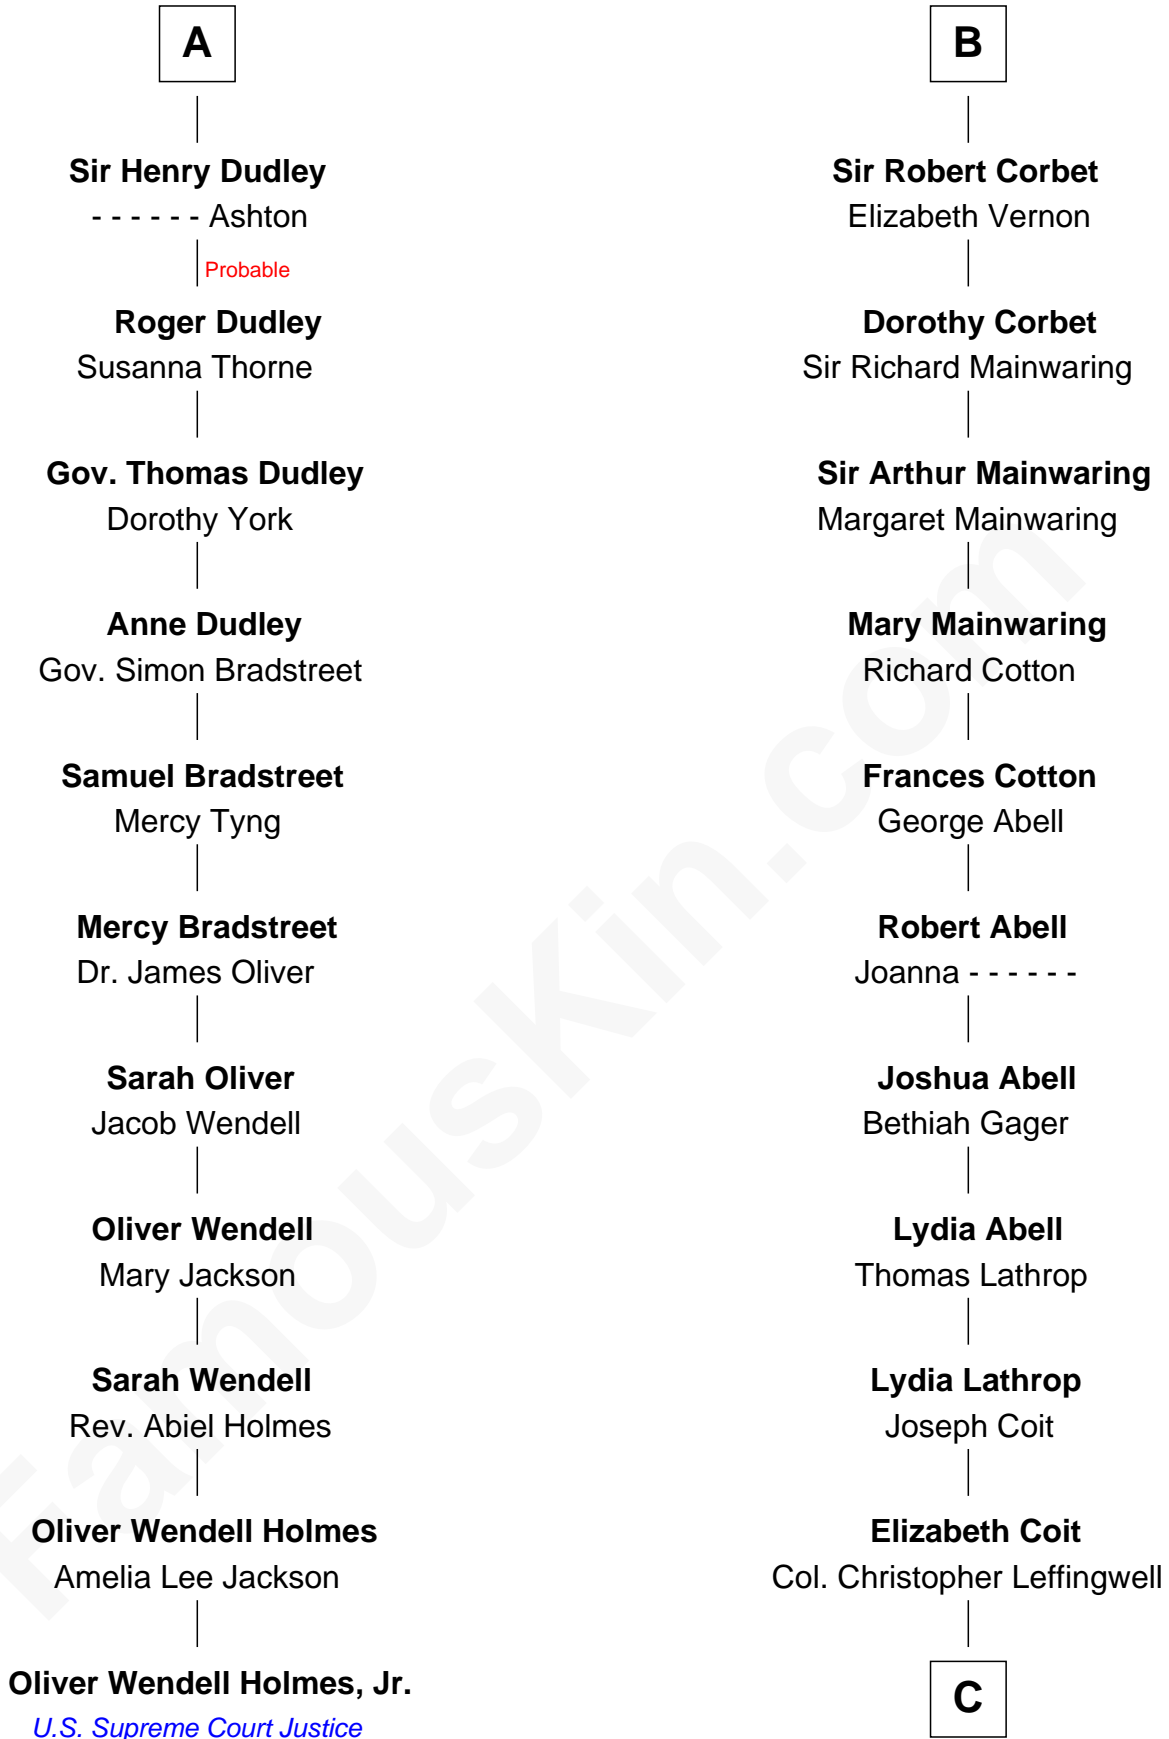 A
Sir Henry Dudley
- - - - - - Ashton
Probable
Roger Dudley
Susanna Thorne
Gov. Thomas Dudley
Dorothy York
Anne Dudley
Gov. Simon Bradstreet
Samuel Bradstreet
Mercy Tyng
Mercy Bradstreet
Dr. James Oliver
Sarah Oliver
Jacob Wendell
Oliver Wendell
Mary Jackson
Sarah Wendell
Rev. Abiel Holmes
Oliver Wendell Holmes
Amelia Lee Jackson
Oliver Wendell Holmes, Jr.
U.S. Supreme Court Justice
B
Sir Robert Corbet
Elizabeth Vernon
Dorothy Corbet
Sir Richard Mainwaring
Sir Arthur Mainwaring
Margaret Mainwaring
Mary Mainwaring
Richard Cotton
Frances Cotton
George Abell
Robert Abell
Joanna - - - - - -
Joshua Abell
Bethiah Gager
Lydia Abell
Thomas Lathrop
Lydia Lathrop
Joseph Coit
Elizabeth Coit
Col. Christopher Leffingwell
C
FamousKin.com